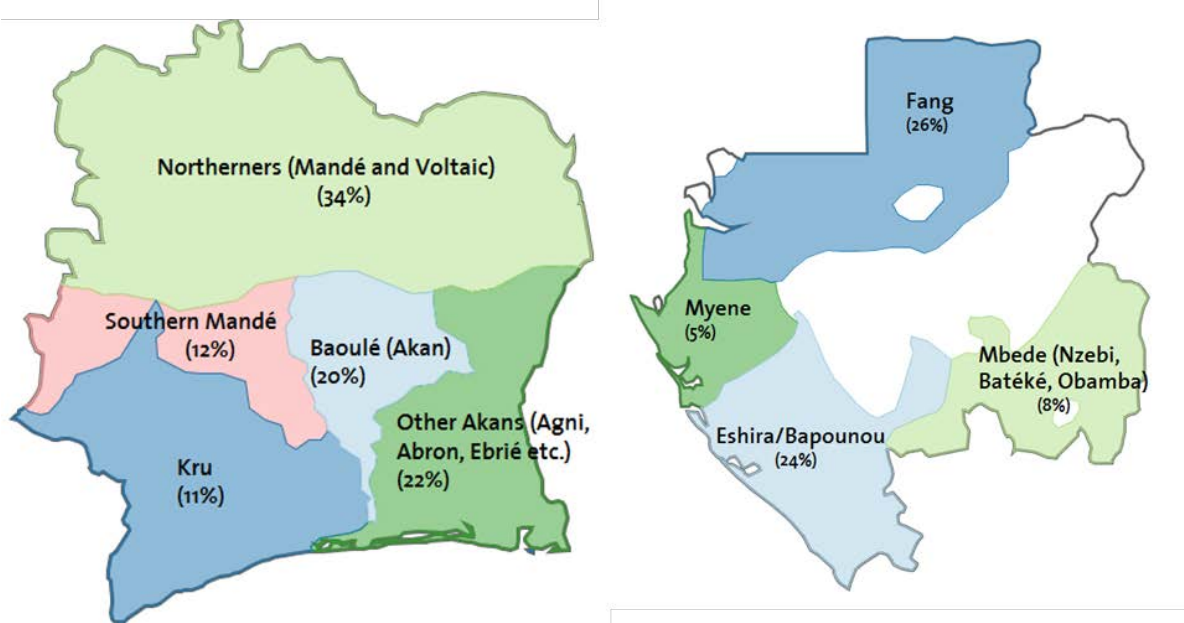 Northerners (Mandé and Voltaic)
(34%)
Southern Mandé
(12%)
Baoulé (Akan)
(20%)
Other Akans (Agni,
Abron, Ebrié etc.)
(22%)
Kru
(11%)
Fang
(26%)
Myene
(5%)
Mbede (Nzebi,
Batéké, Obamba)
(8%)
Eshira/Bapounou
(24%)